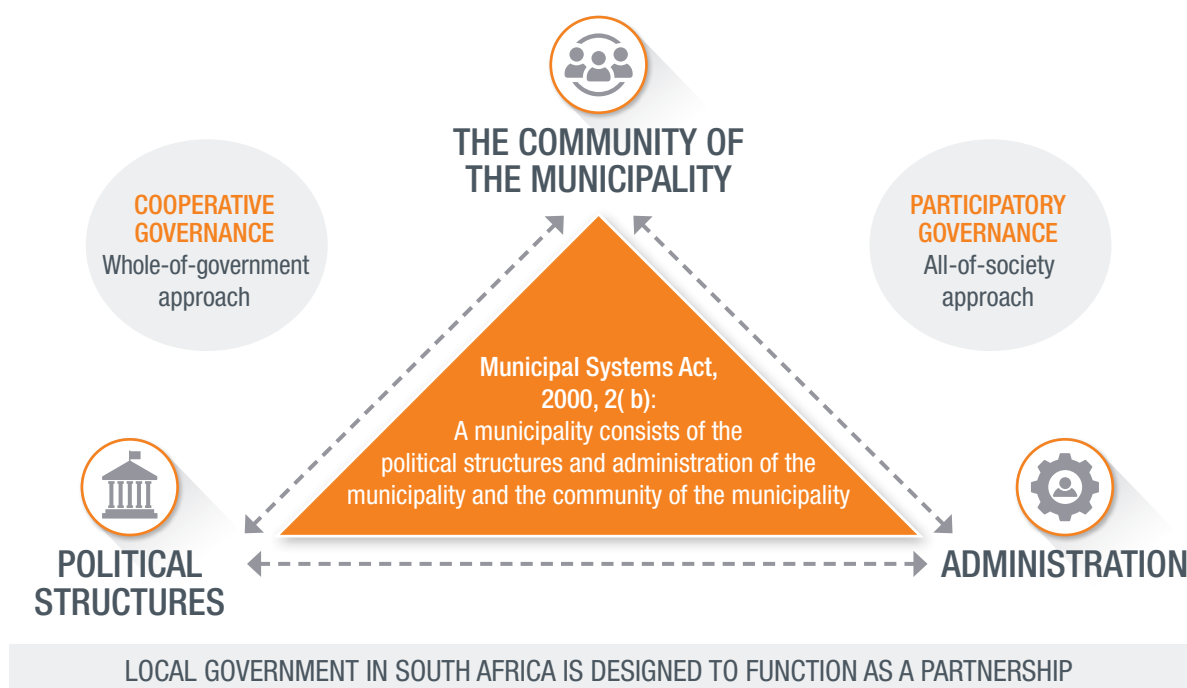 THE COMMUNITY OF
THE MUNICIPALITY
COOPERATIVE
GOVERNANCE
Whole-of-government
approach
PARTICIPATORY
GOVERNANCE
All-of-society
approach
Municipal Systems Act,
2000, 2( b):
A municipality consists of the
political structures and administration of the
municipality and the community of the municipality
POLITICAL
STRUCTURES
ADMINISTRATION
LOCAL GOVERNMENT IN SOUTH AFRICA IS DESIGNED TO FUNCTION AS A PARTNERSHIP